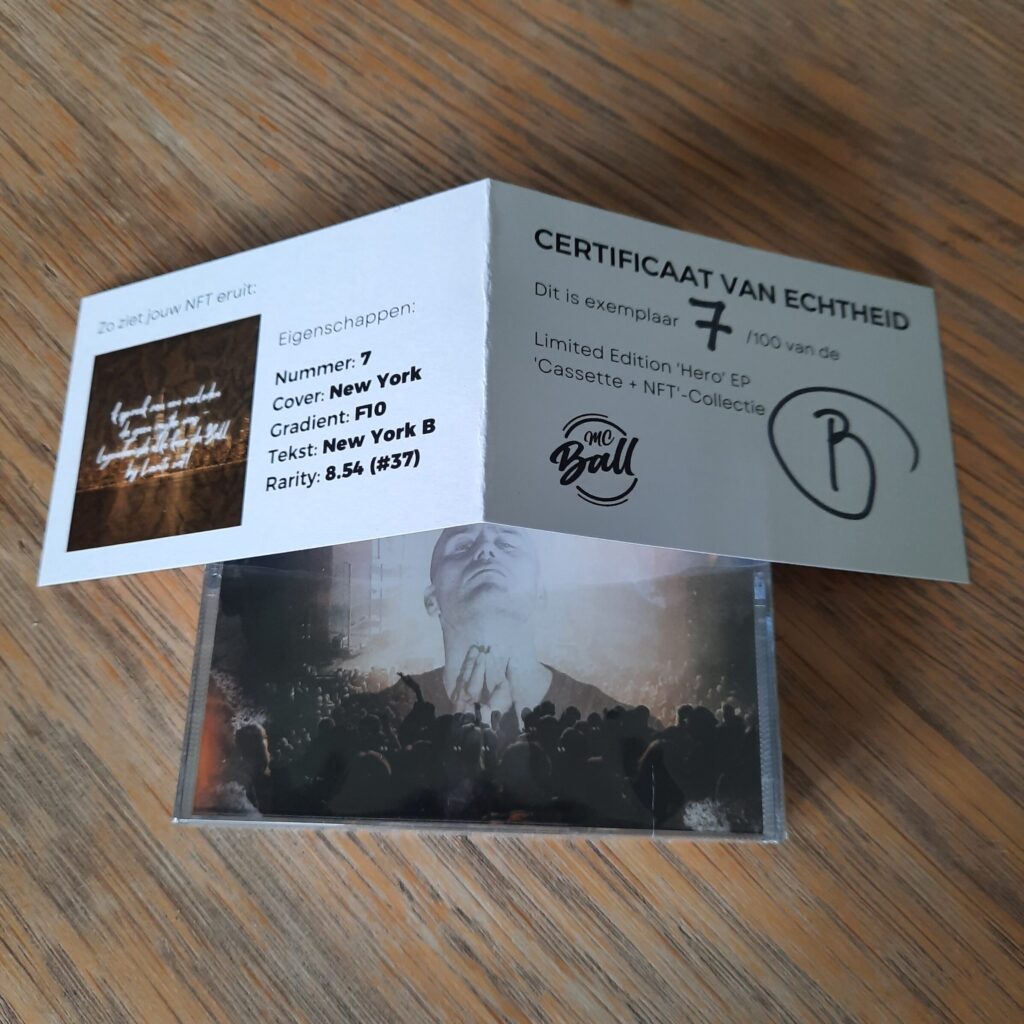 Zo ziet jouw NFT eruit:
Eigenschappen:
Nummer: 7
Cover: New York
Gradient: F10
Tekst: New York B
Rarity: 8.54 (#37)
CERTIFICAAT VAN ECHTHEID
Dit is exemplaar 7 /100 van de
Limited Edition 'Hero' EP
'Cassette + NFT'-Collectie
MC
Ball
B